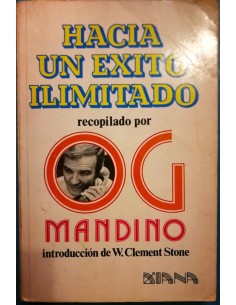 HACIA
UN EXITO
ILIMITADO
recopilado por
OG
MANDINO
introducción de W. Clement Stone
DIANA